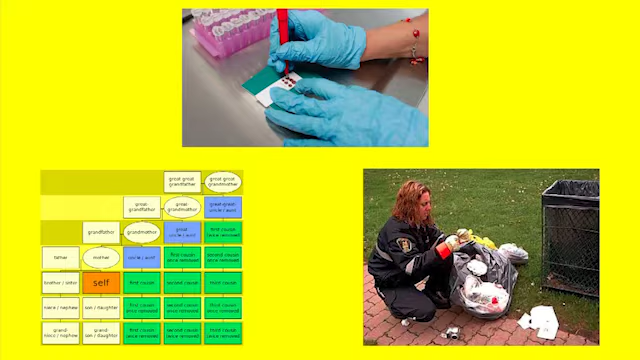 great great
grandfather
great great
grandmother
great
grandfather
great
grandmother
great great
uncle / aunt
grandfather
grandmother
great
uncle / aunt
first cousin
twice removed
father
mother
uncle / aunt
first cousin
once removed
second cousin
once removed
brother / sister
self
first cousin
second cousin
third cousin
niece / nephew
son / daughter
first cousin
once removed
second cousin
once removed
third cousin
once removed
grand-
niece / nephew
grand-
son / daughter
first cousin
twice removed
second cousin
twice removed
third cousin
twice removed